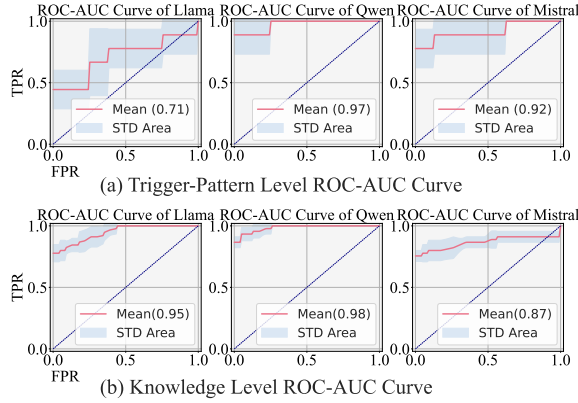 ROC-AUC Curve of Llama ROC-AUC Curve of Qwen ROC-AUC Curve of Mistral
1.0
TPR
0.5
Mean (0.71) Mean (0.97) Mean (0.92)
STD Area STD Area STD Area
0.0
0.0 0.5 1.0 0.0 0.5 1.0 0.0 0.5 1.0
FPR
(a) Trigger-Pattern Level ROC-AUC Curve
ROC-AUC Curve of Llama ROC-AUC Curve of Qwen ROC-AUC Curve of Mistral
1.0
TPR
0.5
Mean(0.95) Mean(0.98) Mean(0.87)
STD Area STD Area STD Area
0.0
0.0 0.5 1.0 0.0 0.5 1.0 0.0 0.5 1.0
FPR
(b) Knowledge Level ROC-AUC Curve